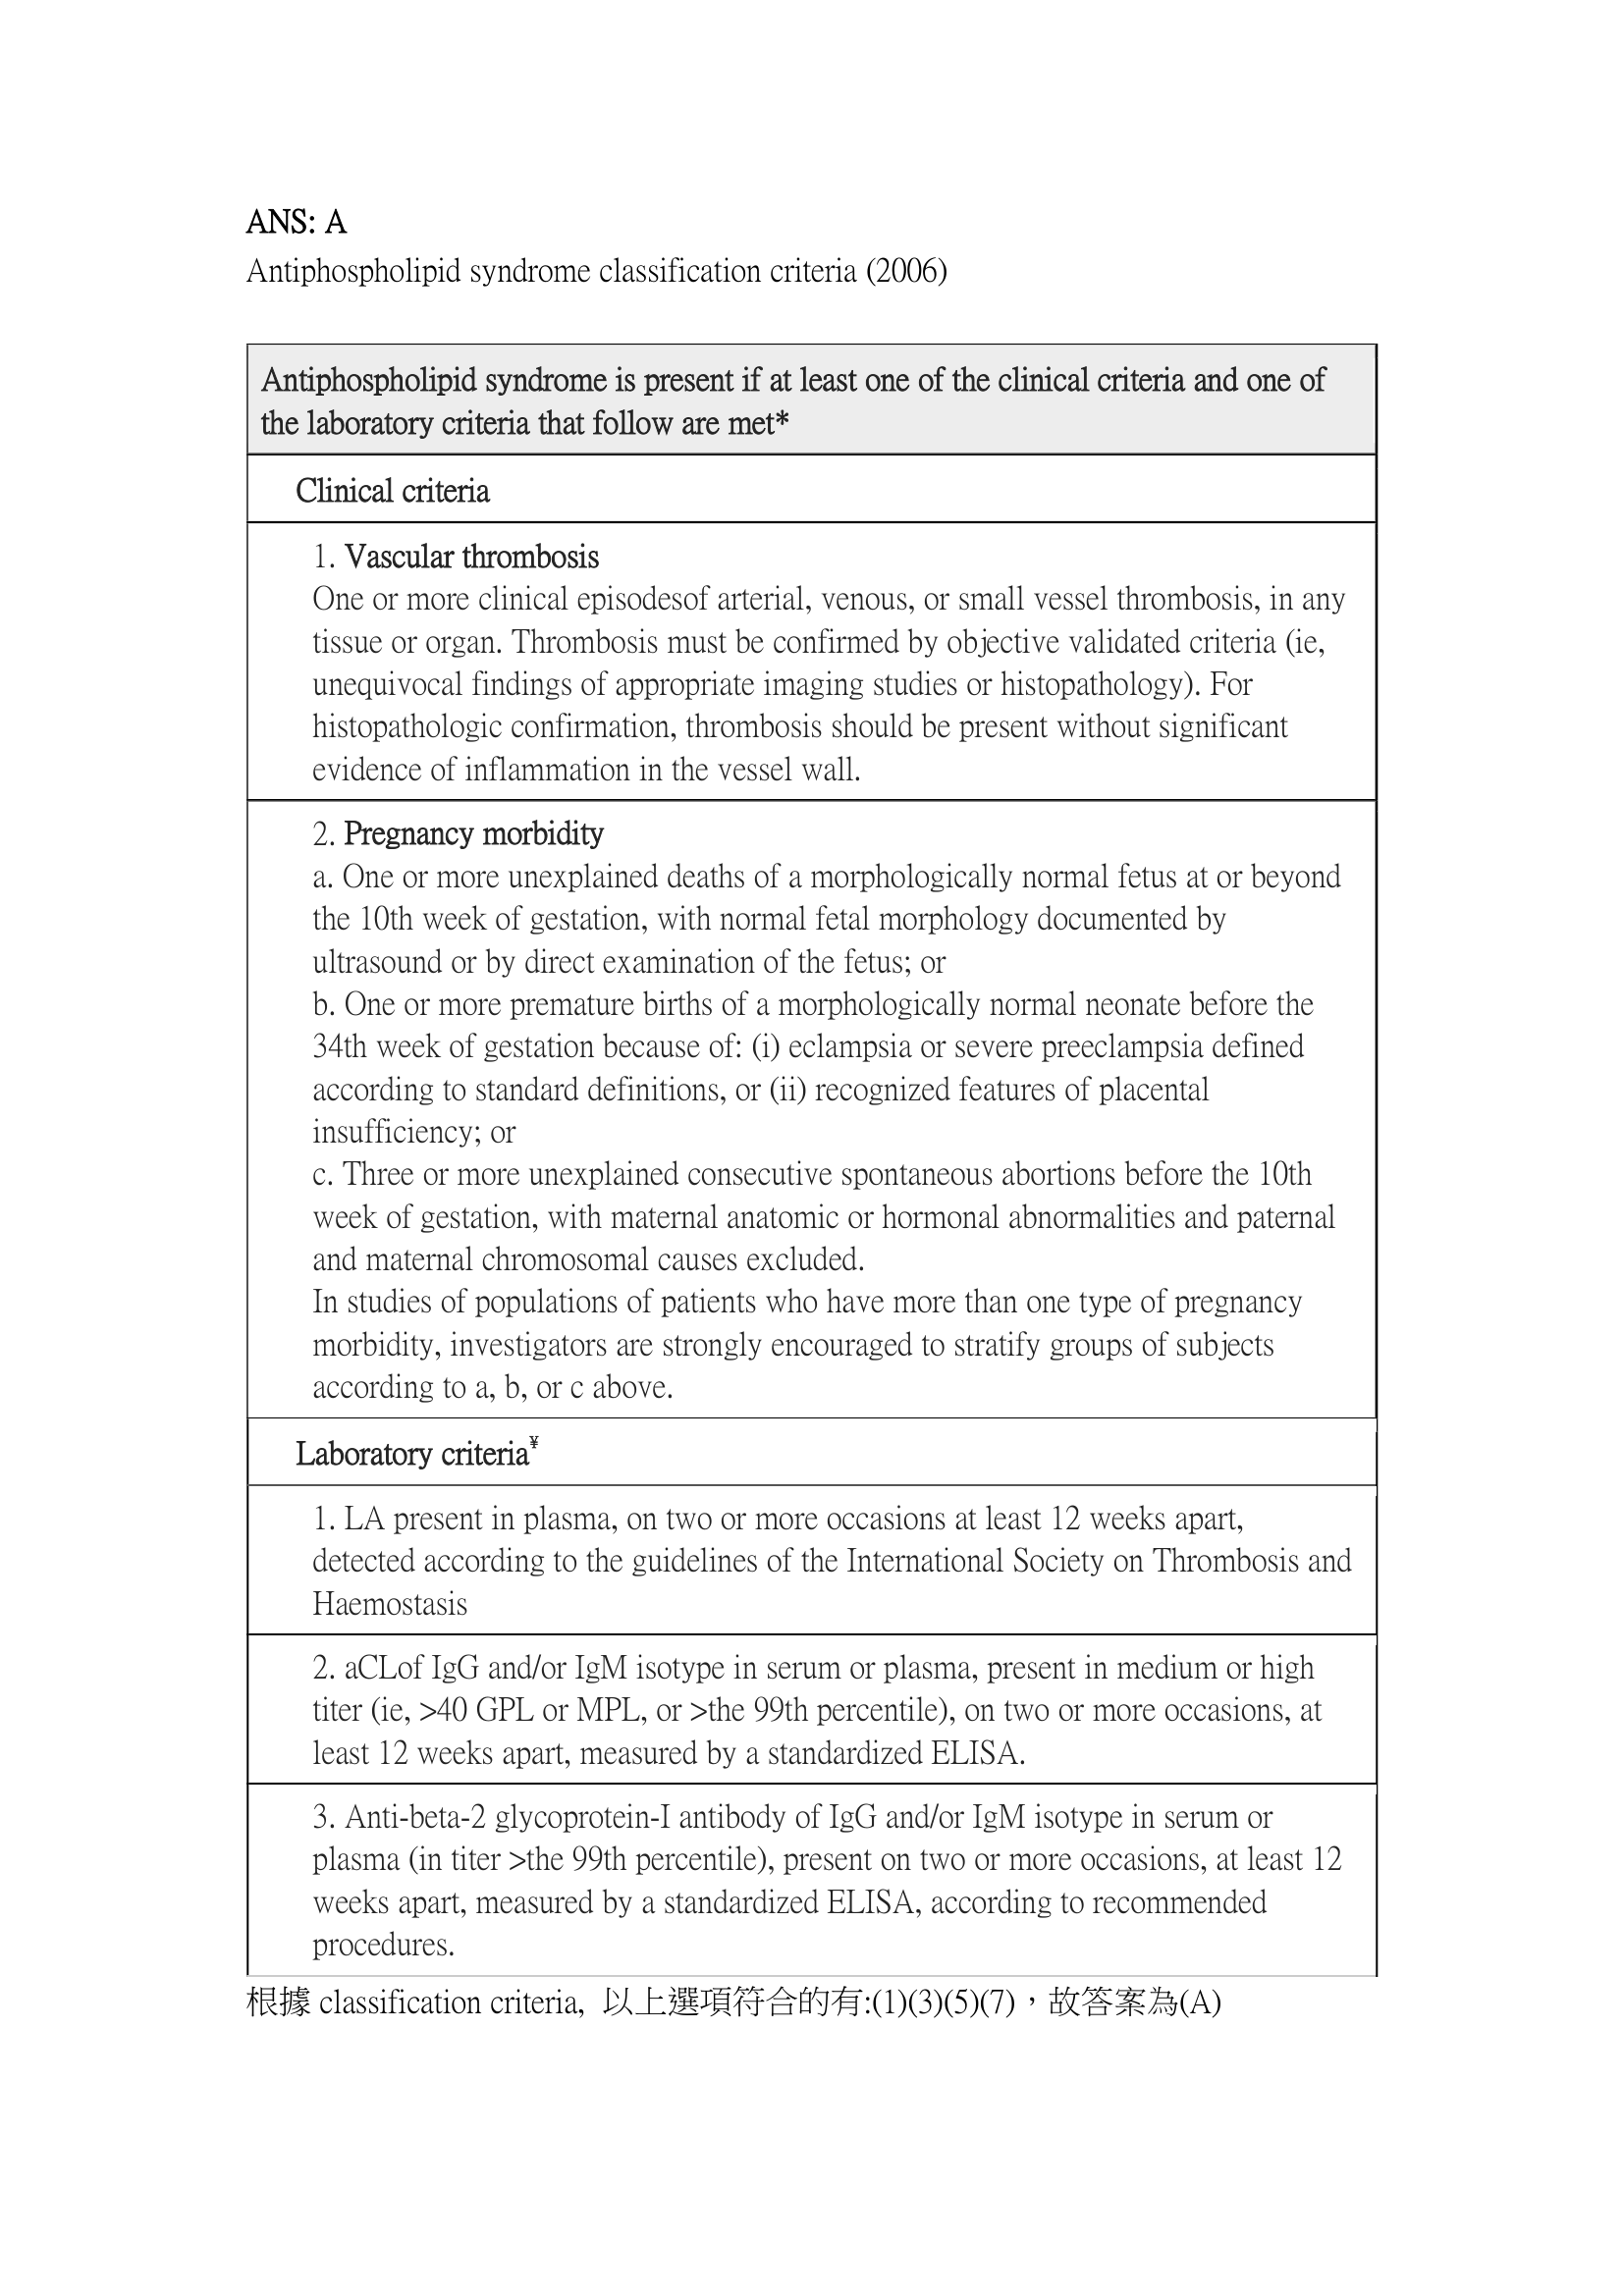 ANS: A
Antiphospholipid syndrome classification criteria (2006)
Antiphospholipid syndrome is present if at least one of the clinical criteria and one of
the laboratory criteria that follow are met*
Clinical criteria
1. Vascular thrombosis
One or more clinical episodesof arterial, venous, or small vessel thrombosis, in any
tissue or organ. Thrombosis must be confirmed by objective validated criteria (ie,
unequivocal findings of appropriate imaging studies or histopathology). For
histopathologic confirmation, thrombosis should be present without significant
evidence of inflammation in the vessel wall.
2. Pregnancy morbidity
a. One or more unexplained deaths of a morphologically normal fetus at or beyond
the 10th week of gestation, with normal fetal morphology documented by
ultrasound or by direct examination of the fetus; or
b. One or more premature births of a morphologically normal neonate before the
34th week of gestation because of: (i) eclampsia or severe preeclampsia defined
according to standard definitions, or (ii) recognized features of placental
insufficiency; or
c. Three or more unexplained consecutive spontaneous abortions before the 10th
week of gestation, with maternal anatomic or hormonal abnormalities and paternal
and maternal chromosomal causes excluded.
In studies of populations of patients who have more than one type of pregnancy
morbidity, investigators are strongly encouraged to stratify groups of subjects
according to a, b, or c above.
Laboratory criteria¥
1. LA present in plasma, on two or more occasions at least 12 weeks apart,
detected according to the guidelines of the International Society on Thrombosis and
Haemostasis
2. aCLof IgG and/or IgM isotype in serum or plasma, present in medium or high
titer (ie, >40 GPL or MPL, or >the 99th percentile), on two or more occasions, at
least 12 weeks apart, measured by a standardized ELISA.
3. Anti-beta-2 glycoprotein-I antibody of IgG and/or IgM isotype in serum or
plasma (in titer >the 99th percentile), present on two or more occasions, at least 12
weeks apart, measured by a standardized ELISA, according to recommended
procedures.
根據 classification criteria, 以上選項符合的有:(1)(3)(5)(7)，故答案為(A)